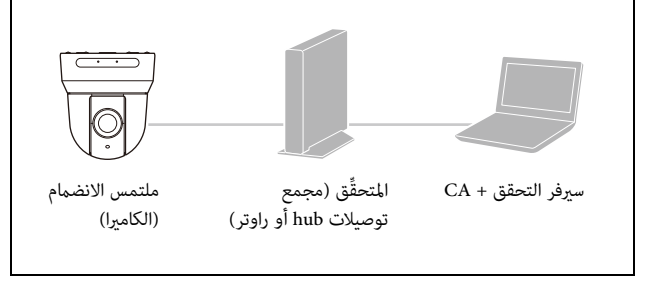 ملتمس الانضمام
(الكاميرا)
المتحقِّق (مجمع
توصيلات hub أو راوتر)
سيرفر التحقق + CA